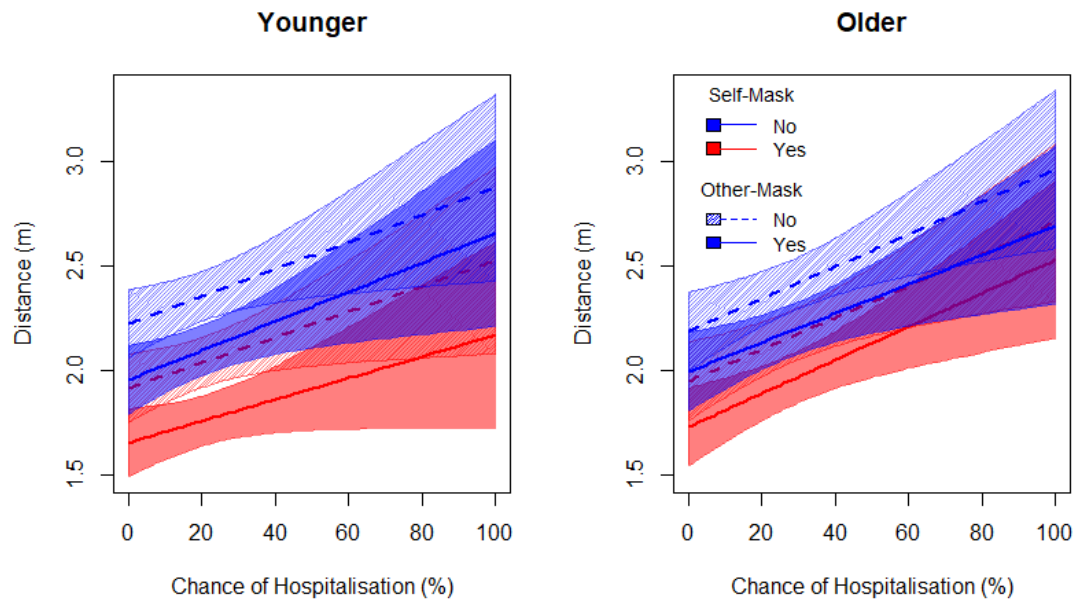 Younger
Distance (m)
3.0
2.5
2.0
1.5
0 20 40 60 80 100
Chance of Hospitalisation (%)
Older
Self-Mask
No
Yes
Other-Mask
No
Yes
Distance (m)
3.0
2.5
2.0
1.5
0 20 40 60 80 100
Chance of Hospitalisation (%)